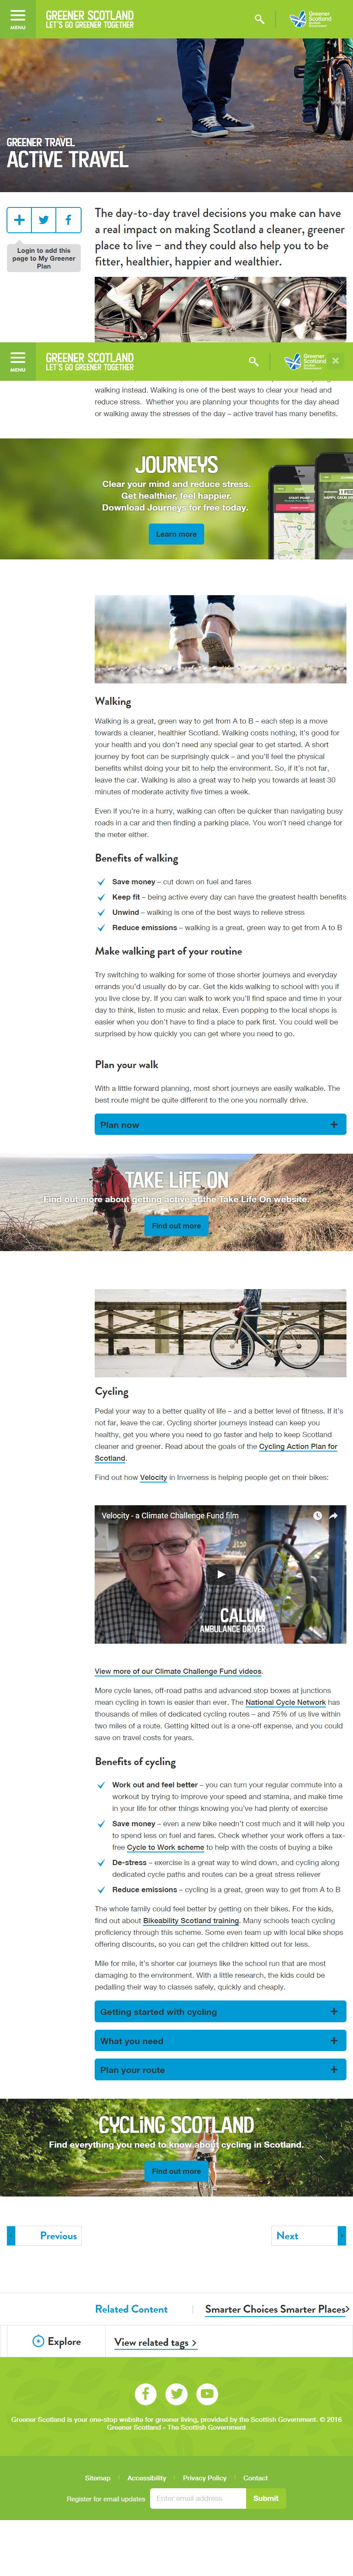 MENU
GREENER SCOTLAND
LET'S GO GREENER TOGETHER
Greener
Scotland
GREENER TRAVEL
ACTIVE TRAVEL
Login to add this
page to My Greener
Plan
The day-to-day travel decisions you make can have
a real impact on making Scotland a cleaner, greener
place to live – and they could also help you to be
fitter, healthier, happier and wealthier.
MENU
GREENER SCOTLAND
LET'S GO GREENER TOGETHER
Greener
Scotland
walking instead. Walking is one of the best ways to clear your head and
reduce stress. Whether you are planning your thoughts for the day ahead
or walking away the stresses of the day – active travel has many benefits.
JOURNEYS
Clear your mind and reduce stress.
Get healthier, feel happier.
Download Journeys for free today.
Learn more
Walking
Walking is a great, green way to get from A to B – each step is a move
towards a cleaner, healthier Scotland. Walking costs nothing, it's good for
your health and you don't need any special gear to get started. A short
journey by foot can be surprisingly quick – and you'll feel the physical
benefits whilst doing your bit to help the environment. So, if it's not far,
leave the car. Walking is also a great way to help you towards at least 30
minutes of moderate activity five times a week.
Even if you're in a hurry, walking can often be quicker than navigating busy
roads in a car and then finding a parking place. You won't need change for
the meter either.
Benefits of walking
Save money – cut down on fuel and fares
Keep fit – being active every day can have the greatest health benefits
Unwind – walking is one of the best ways to relieve stress
Reduce emissions – walking is a great, green way to get from A to B
Make walking part of your routine
Try switching to walking for some of those shorter journeys and everyday
errands you'd usually do by car. Get the kids walking to school with you if
you live close by. If you can walk to work you'll find space and time in your
day to think, listen to music and relax. Even popping to the local shops is
easier when you don't have to find a place to park first. You could well be
surprised by how quickly you can get where you need to go.
Plan your walk
With a little forward planning, most short journeys are easily walkable. The
best route might be quite different to the one you normally drive.
Plan now
TAKE LIFE ON
Find out more about getting active at the Take Life On website.
Find out more
Cycling
Pedal your way to a better quality of life – and a better level of fitness. If it's
not far, leave the car. Cycling shorter journeys instead can keep you
healthy, get you where you need to go faster and help to keep Scotland
cleaner and greener. Read about the goals of the Cycling Action Plan for
Scotland.
Find out how Velocity in Inverness is helping people get on their bikes:
Velocity - a Climate Challenge Fund film
CALUM
AMBULANCE DRIVER
View more of our Climate Challenge Fund videos.
More cycle lanes, off-road paths and advanced stop boxes at junctions
mean cycling in town is easier than ever. The National Cycle Network has
thousands of miles of dedicated cycling routes – and 75% of us live within
two miles of a route. Getting kitted out is a one-off expense, and you could
save on travel costs for years.
Benefits of cycling
Work out and feel better – you can turn your regular commute into a
workout by trying to improve your speed and stamina, and make time
in your life for other things knowing you've had plenty of exercise
Save money – even a new bike needn't cost much and it will help you
to spend less on fuel and fares. Check whether your work offers a tax-
free Cycle to Work scheme to help with the costs of buying a bike
De-stress – exercise is a great way to wind down, and cycling along
dedicated cycle paths and routes can be a great stress reliever
Reduce emissions – cycling is a great, green way to get from A to B
The whole family could feel better by getting on their bikes. For the kids,
find out about Bikeability Scotland training. Many schools teach cycling
proficiency through this scheme. Some even team up with local bike shops
offering discounts, so you can get the children kitted out for less.
Mile for mile, it's shorter car journeys like the school run that are most
damaging to the environment. With a little research, the kids could be
pedalling their way to classes safely, quickly and cheaply.
Getting started with cycling
What you need
Plan your route
CYCLING SCOTLAND
Find everything you need to know about cycling in Scotland.
Find out more
Previous
Next
Related Content
Smarter Choices Smarter Places
Explore
View related tags
Greener Scotland is your one-stop website for greener living, provided by the Scottish Government. © 2016
Greener Scotland - The Scottish Government
Sitemap
Accessibility
Privacy Policy
Contact
Register for email updates
Enter email address
Submit